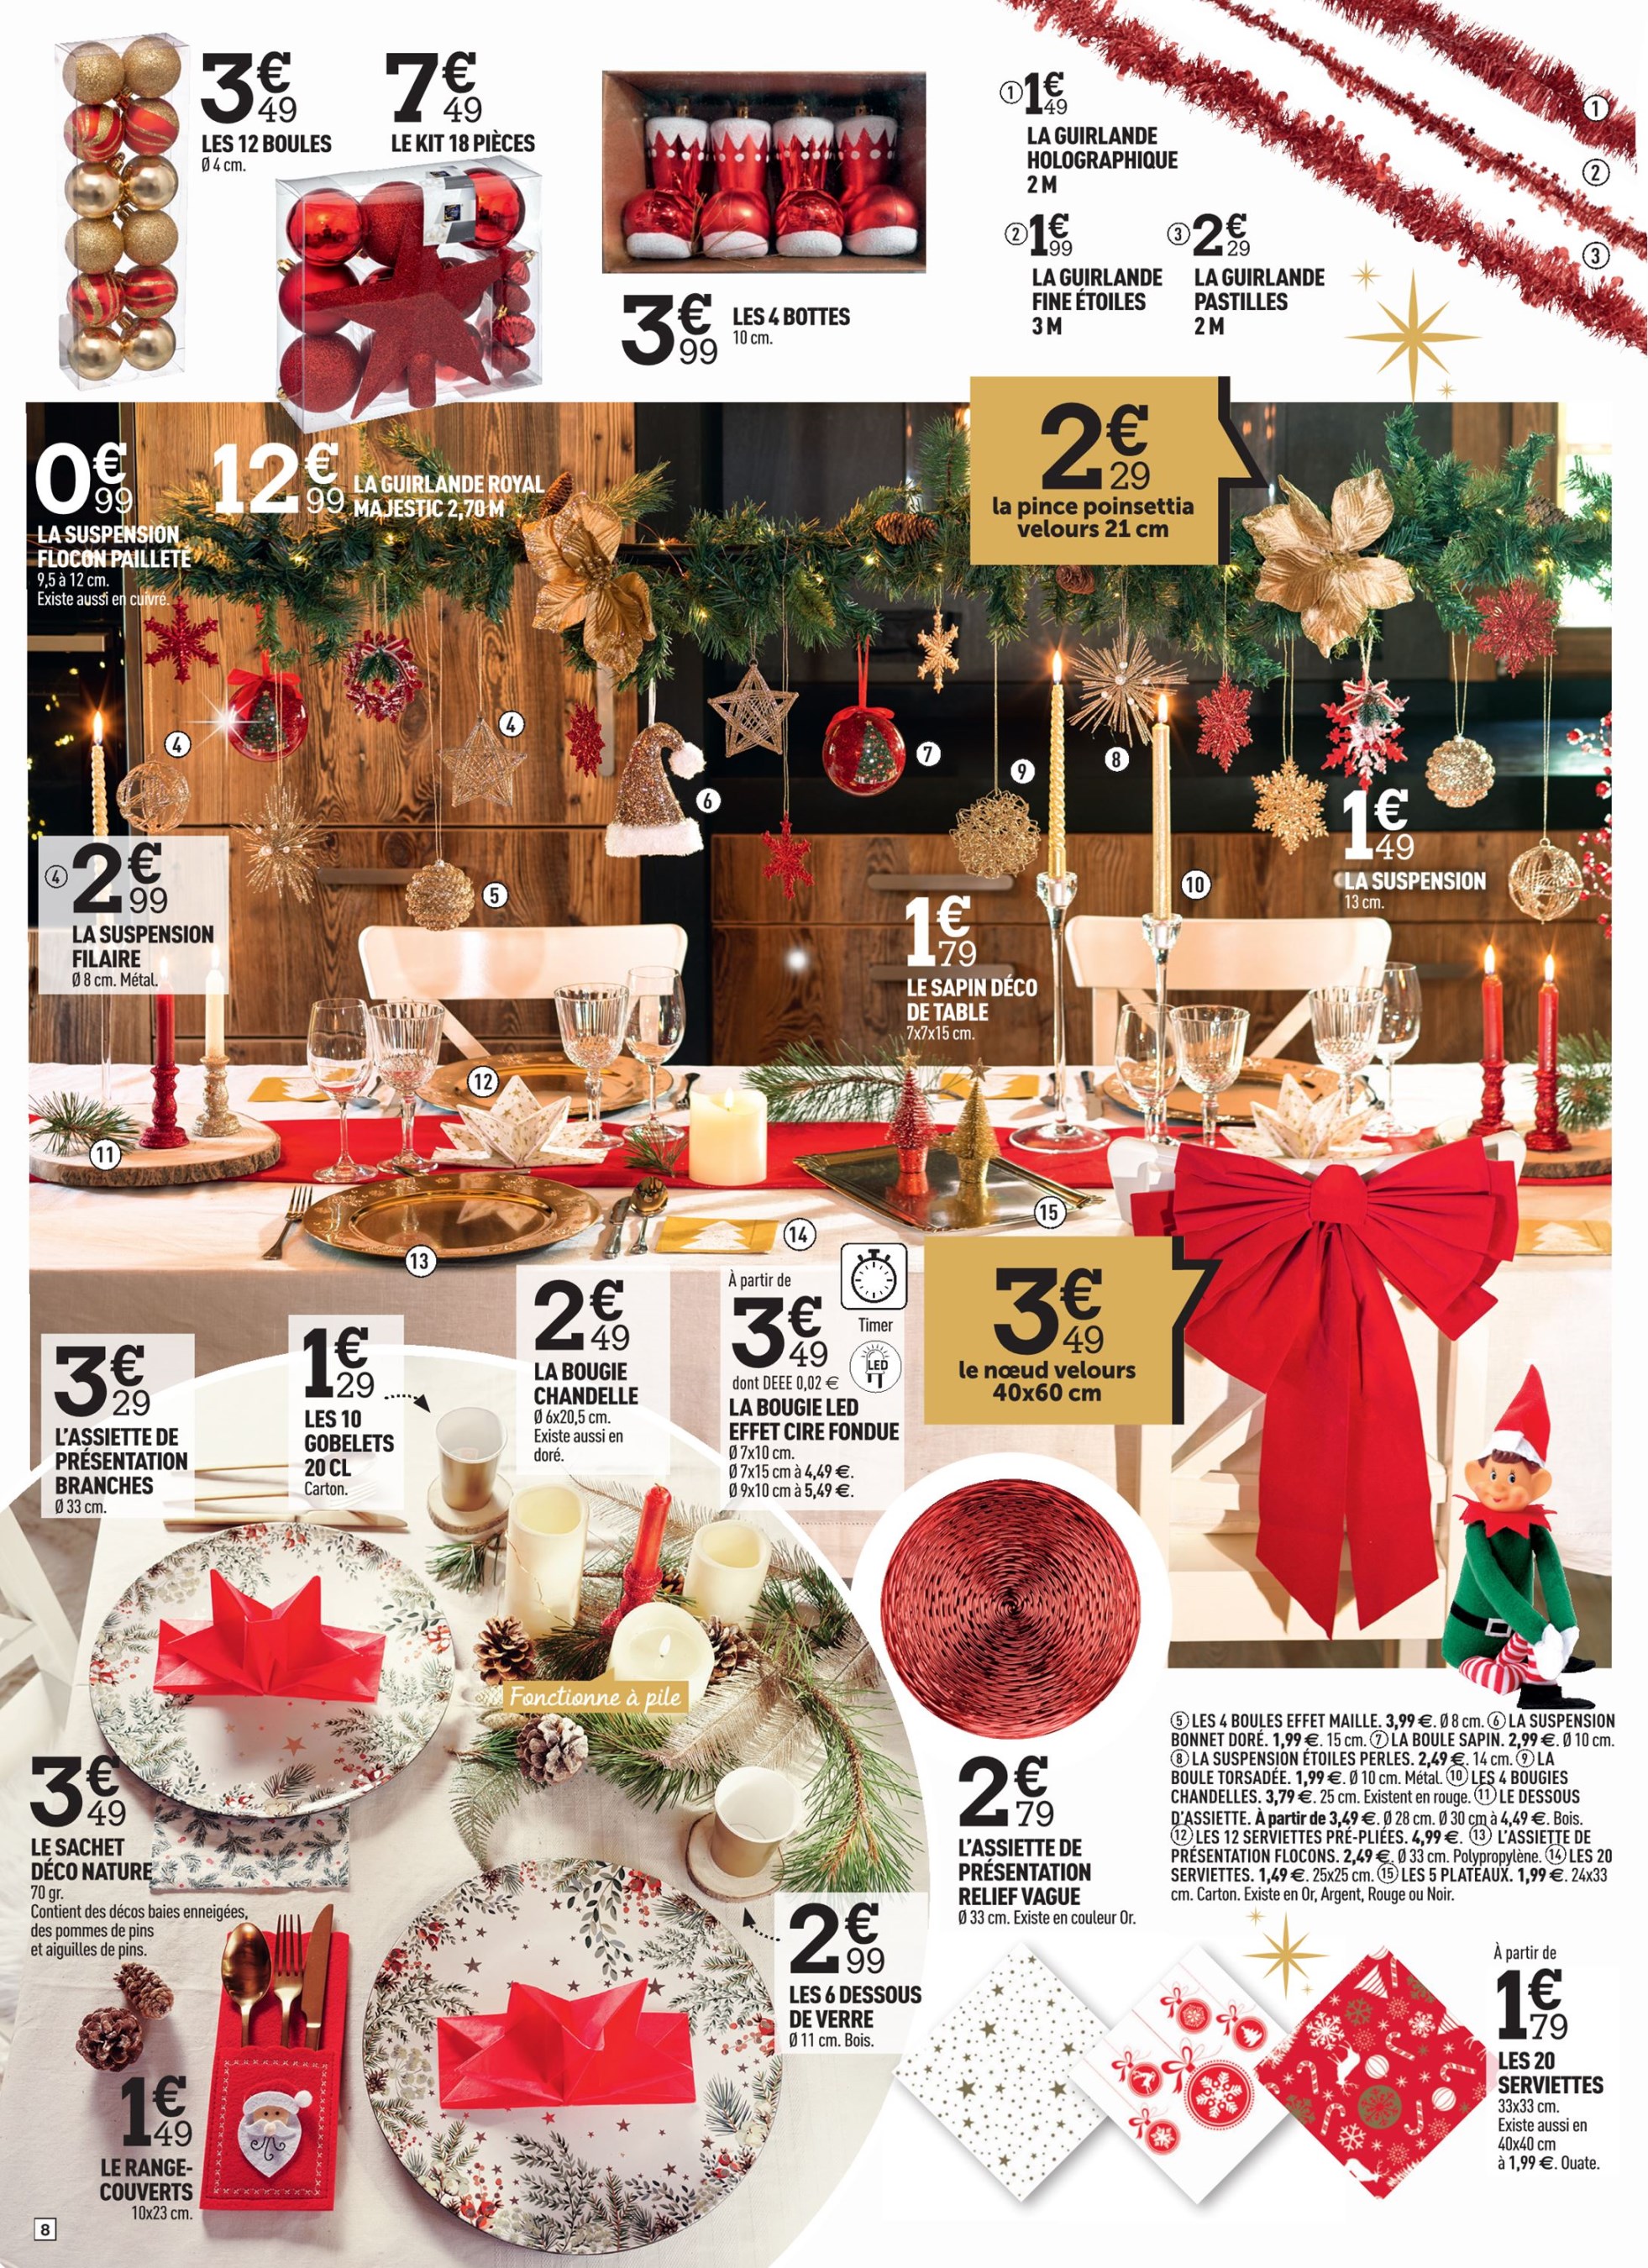 3€49
LES 12 BOULES
Ø 4 cm.
7€49
LE KIT 18 PIÈCES
3€99
LES 4 BOTTES
10 cm.
① 1€49
LA GUIRLANDE
HOLOGRAPHIQUE
2 M
② 1€99
LA GUIRLANDE
FINE ÉTOILES
3 M
③ 2€29
LA GUIRLANDE
PASTILLES
2 M
①
②
③
0€99
LA SUSPENSION
FLOCON PAILLETÉ
9,5 à 12 cm.
Existe aussi en cuivre.
12€99
LA GUIRLANDE ROYAL
MAJESTIC 2,70 M
2€29
la pince poinsettia
velours 21 cm
④
④
⑥
⑦
⑨
⑧
⑤
⑩
④ 2€99
LA SUSPENSION
FILAIRE
Ø 8 cm. Métal.
1€49
LA SUSPENSION
13 cm.
1€79
LE SAPIN DÉCO
DE TABLE
7x7x15 cm.
⑫
⑪
⑮
⑭
⑬
3€29
L'ASSIETTE DE
PRÉSENTATION
BRANCHES
Ø 33 cm.
1€29
LES 10
GOBELETS
20 CL
Carton.
2€49
LA BOUGIE
CHANDELLE
Ø 6x20,5 cm.
Existe aussi en
doré.
À partir de
3€49
dont DEEE 0,02 €
LA BOUGIE LED
EFFET CIRE FONDUE
Ø 7x10 cm.
Ø 7x15 cm à 4,49 €.
Ø 9x10 cm à 5,49 €.
Timer
LED
3€49
le nœud velours
40x60 cm
Fonctionne à pile
3€49
LE SACHET
DÉCO NATURE
70 gr.
Contient des décos baies enneigées,
des pommes de pins
et aiguilles de pins.
2€79
L'ASSIETTE DE
PRÉSENTATION
RELIEF VAGUE
Ø 33 cm. Existe en couleur Or.
⑤ LES 4 BOULES EFFET MAILLE. 3,99 €. Ø 8 cm. ⑥ LA SUSPENSION
BONNET DORÉ. 1,99 €. 15 cm. ⑦ LA BOULE SAPIN. 2,99 €. Ø 10 cm.
⑧ LA SUSPENSION ÉTOILES PERLES. 2,49 €. 14 cm. ⑨ LA
BOULE TORSADÉE. 1,99 €. Ø 10 cm. Métal. ⑩ LES 4 BOUGIES
CHANDELLES. 3,79 €. 25 cm. Existent en rouge. ⑪ LE DESSOUS
D'ASSIETTE. À partir de 3,49 €. Ø 28 cm. Ø 30 cm à 4,49 €. Bois.
⑫ LES 12 SERVIETTES PRÉ-PLIÉES. 4,99 €. ⑬ L'ASSIETTE DE
PRÉSENTATION FLOCONS. 2,49 €. Ø 33 cm. Polypropylène. ⑭ LES 20
SERVIETTES. 1,49 €. 25x25 cm. ⑮ LES 5 PLATEAUX. 1,99 €. 24x33
cm. Carton. Existe en Or, Argent, Rouge ou Noir.
2€99
LES 6 DESSOUS
DE VERRE
Ø 11 cm. Bois.
À partir de
1€79
LES 20
SERVIETTES
33x33 cm.
Existe aussi en
40x40 cm
à 1,99 €. Ouate.
1€49
LE RANGE-
COUVERTS
10x23 cm.
8